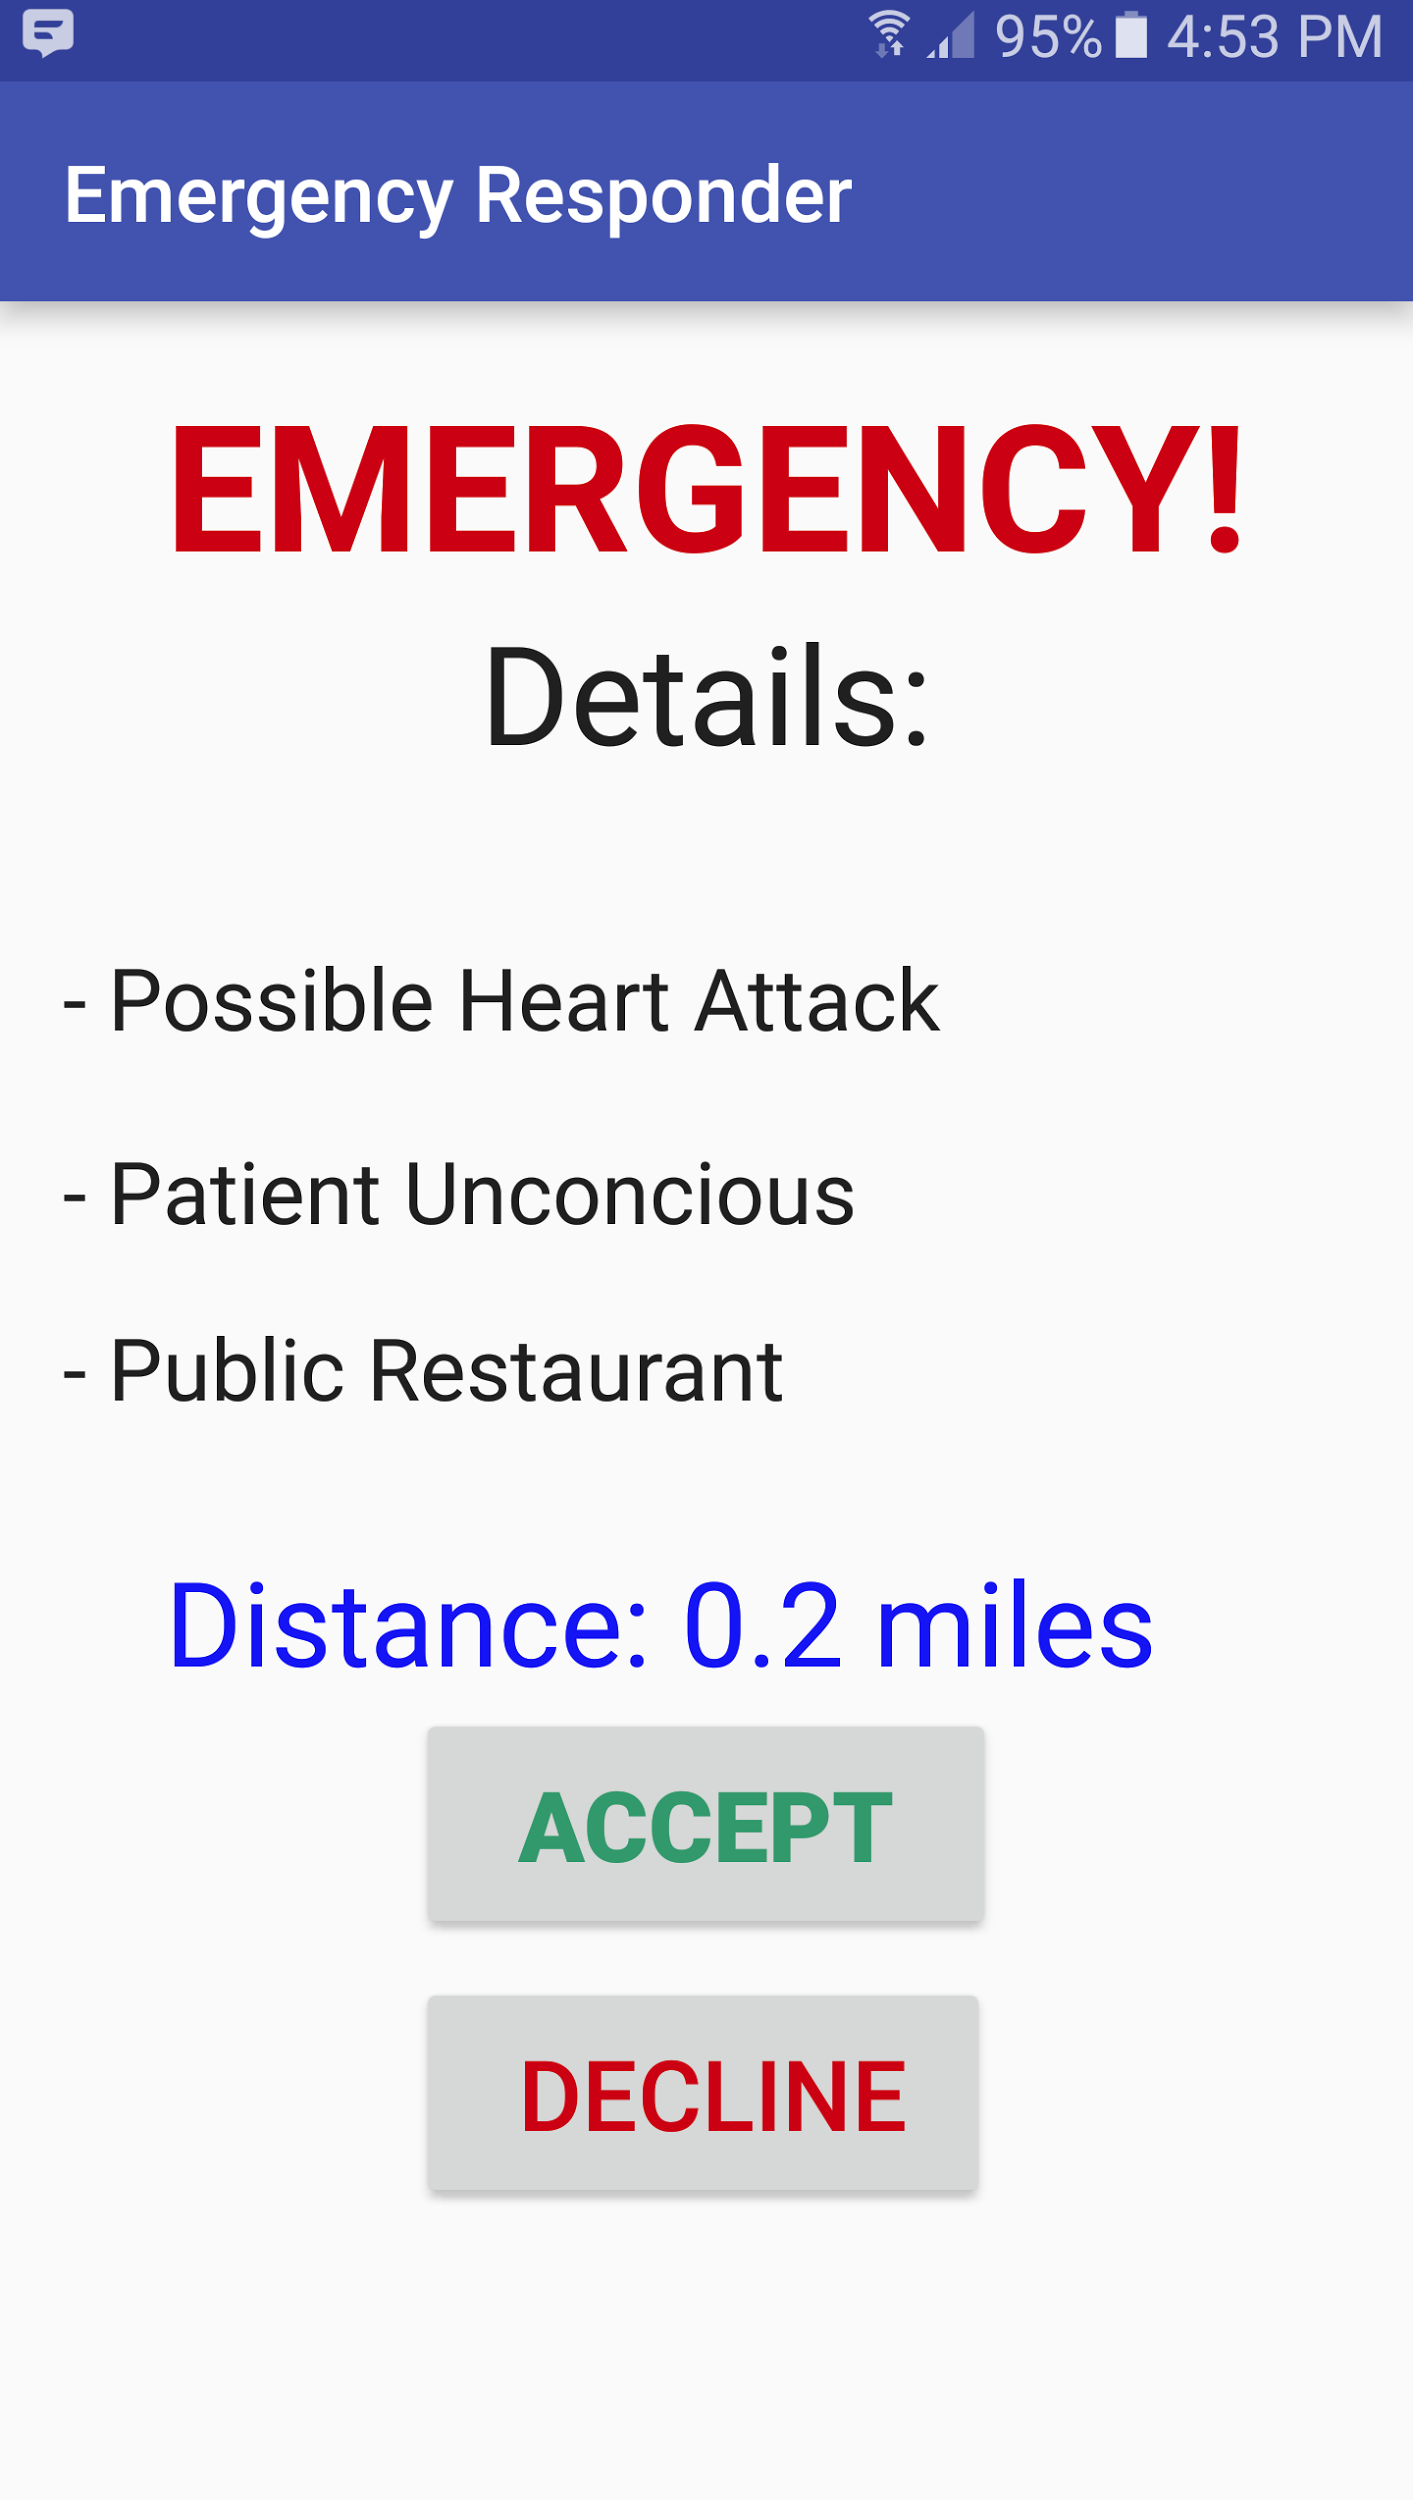 95% 4:53 PM
Emergency Responder
EMERGENCY!
Details:
- Possible Heart Attack
- Patient Unconcious
- Public Restaurant
Distance: 0.2 miles
ACCEPT
DECLINE